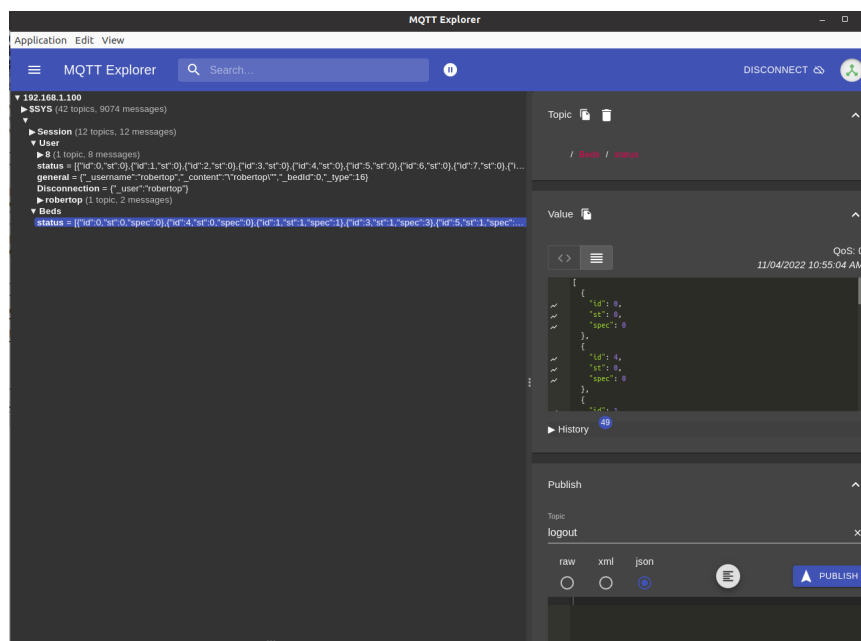 MQTT Explorer
Application Edit View
MQTT Explorer
Search...
DISCONNECT
▼ 192.168.1.100
▶ $SYS (42 topics, 9074 messages)
▼
▶ Session (12 topics, 12 messages)
▼ User
▶ 8 (1 topic, 8 messages)
status = [{"id":0,"st":0},{"id":1,"st":0},{"id":2,"st":0},{"id":3,"st":0},{"id":4,"st":0},{"id":5,"st":0},{"id":6,"st":0},{"id":7,"st":0},{"i...
general = {"_username":"robertop","_content":"\"robertop\"","_bedId":0,"_type":16}
Disconnection = {"_user":"robertop"}
▶ robertop (1 topic, 2 messages)
▼ Beds
status = [{"id":0,"st":0,"spec":0},{"id":4,"st":0,"spec":0},{"id":1,"st":1,"spec":1},{"id":3,"st":1,"spec":3},{"id":5,"st":1,"spec":...
Topic
/ Beds / status
Value
QoS: 0
11/04/2022 10:55:04 AM
[
{
"id": 0,
"st": 0,
"spec": 0
},
{
"id": 4,
"st": 0,
"spec": 0
},
{
"id": 1
▶ History 49
Publish
Topic
logout
raw xml json
PUBLISH